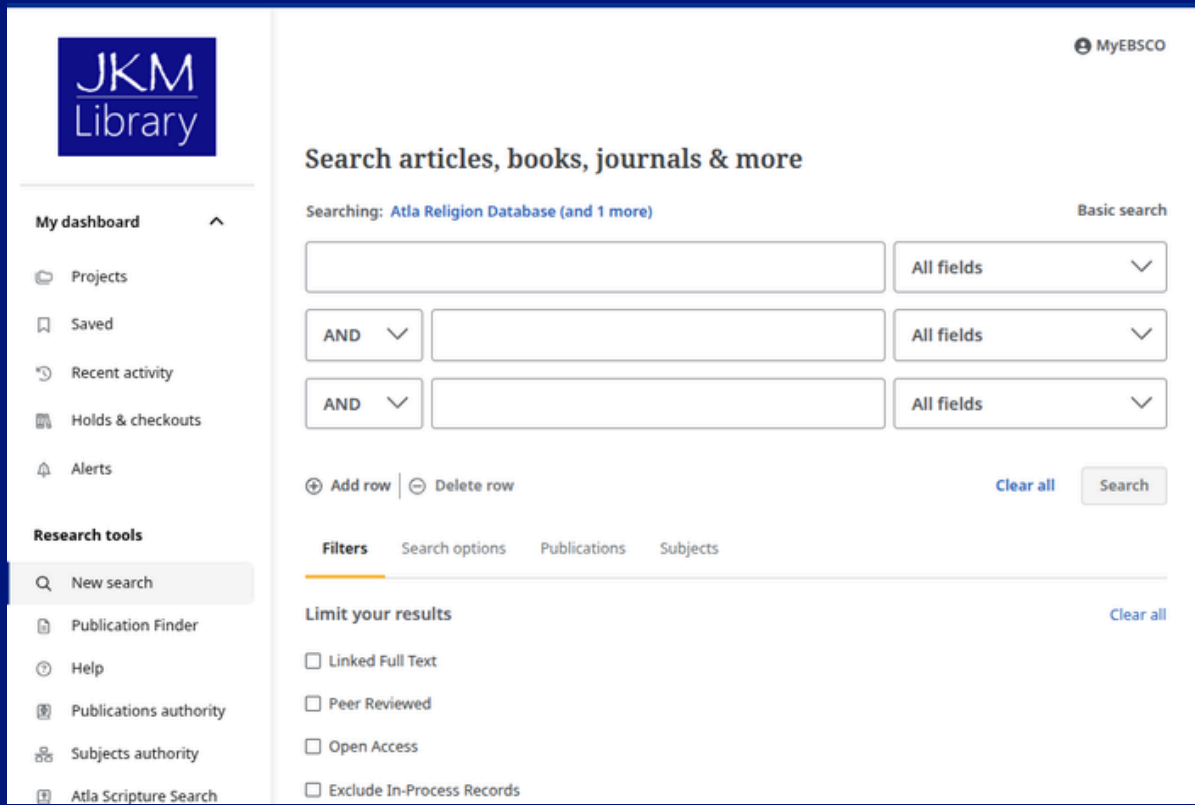 JKM
Library
My dashboard
Projects
Saved
Recent activity
Holds & checkouts
Alerts
Research tools
New search
Publication Finder
Help
Publications authority
Subjects authority
Atla Scripture Search
MyEBSCO
Search articles, books, journals & more
Searching: Atla Religion Database (and 1 more)
Basic search
All fields
AND
All fields
AND
All fields
Add row
Delete row
Clear all
Search
Filters
Search options
Publications
Subjects
Limit your results
Clear all
Linked Full Text
Peer Reviewed
Open Access
Exclude In-Process Records